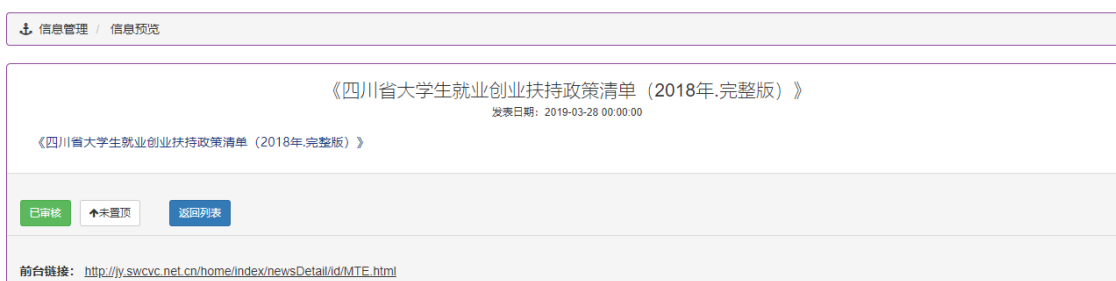 信息管理 / 信息预览
《四川省大学生就业创业扶持政策清单（2018年.完整版）》
发表日期：2019-03-28 00:00:00
《四川省大学生就业创业扶持政策清单（2018年.完整版）》
已审核 未置顶 返回列表
前台链接： http://jy.swcvc.net.cn/home/index/newsDetail/id/MTE.html